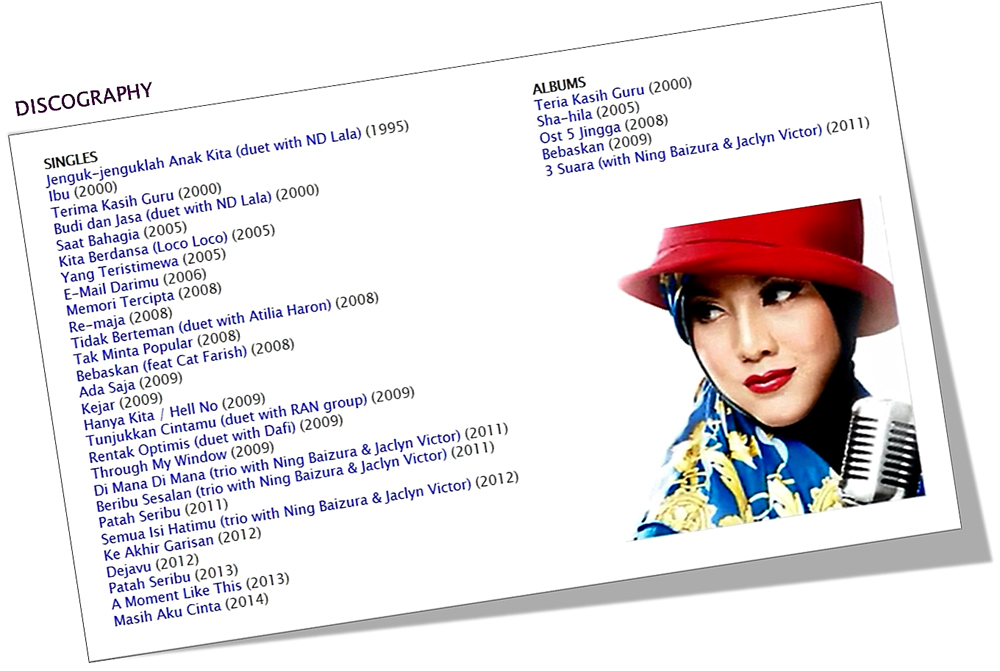 DISCOGRAPHY
SINGLES
Jenguk-jenguklah Anak Kita (duet with ND Lala) (1995)
Ibu (2000)
Terima Kasih Guru (2000)
Budi dan Jasa (duet with ND Lala) (2000)
Saat Bahagia (2005)
Kita Berdansa (Loco Loco) (2005)
Yang Teristimewa (2005)
E-Mail Darimu (2006)
Memori Tercipta (2008)
Re-maja (2008)
Tidak Berteman (duet with Atilia Haron) (2008)
Tak Minta Popular (2008)
Bebaskan (feat Cat Farish) (2008)
Ada Saja (2009)
Kejar (2009)
Hanya Kita / Hell No (2009)
Tunjukkan Cintamu (duet with RAN group) (2009)
Rentak Optimis (duet with Dafi) (2009)
Through My Window (2009)
Di Mana Di Mana (trio with Ning Baizura & Jaclyn Victor) (2011)
Beribu Sesalan (trio with Ning Baizura & Jaclyn Victor) (2011)
Patah Seribu (2011)
Semua Isi Hatimu (trio with Ning Baizura & Jaclyn Victor) (2012)
Ke Akhir Garisan (2012)
Dejavu (2012)
Patah Seribu (2013)
A Moment Like This (2013)
Masih Aku Cinta (2014)
ALBUMS
Teria Kasih Guru (2000)
Sha-hila (2005)
Ost 5 Jingga (2008)
Bebaskan (2009)
3 Suara (with Ning Baizura & Jaclyn Victor) (2011)